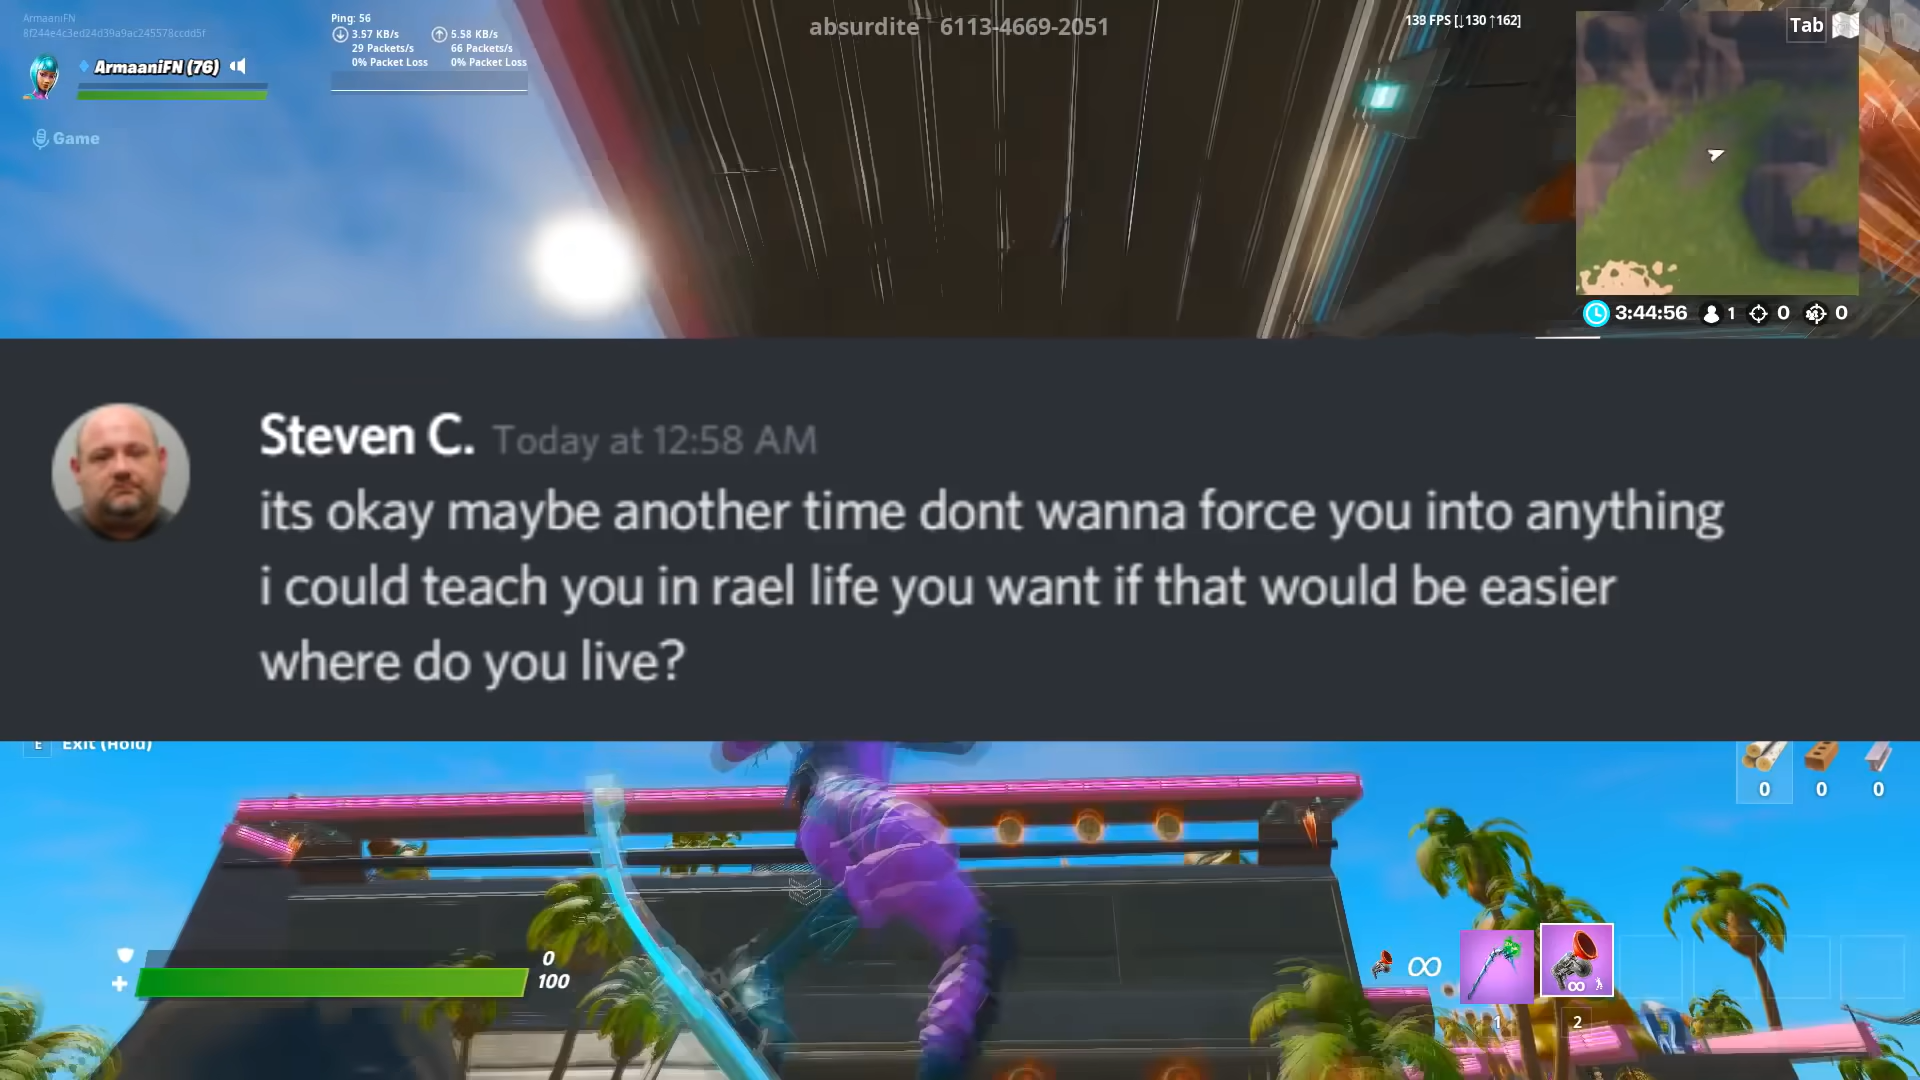 ArmaaniFN
8f244e4c3ed24d39a9ac245578ccdd5f
ArmaaniFN (76)
Game
Ping: 56
3.57 KB/s 5.58 KB/s
29 Packets/s 66 Packets/s
0% Packet Loss 0% Packet Loss
absurdite 6113-4669-2051
139 FPS [↓130 ↑162]
Tab
3:44:56 1 0 0
Steven C. Today at 12:58 AM
its okay maybe another time dont wanna force you into anything
i could teach you in rael life you want if that would be easier
where do you live?
E Exit (Hold)
0 0 0
0
100
∞
∞
1 2